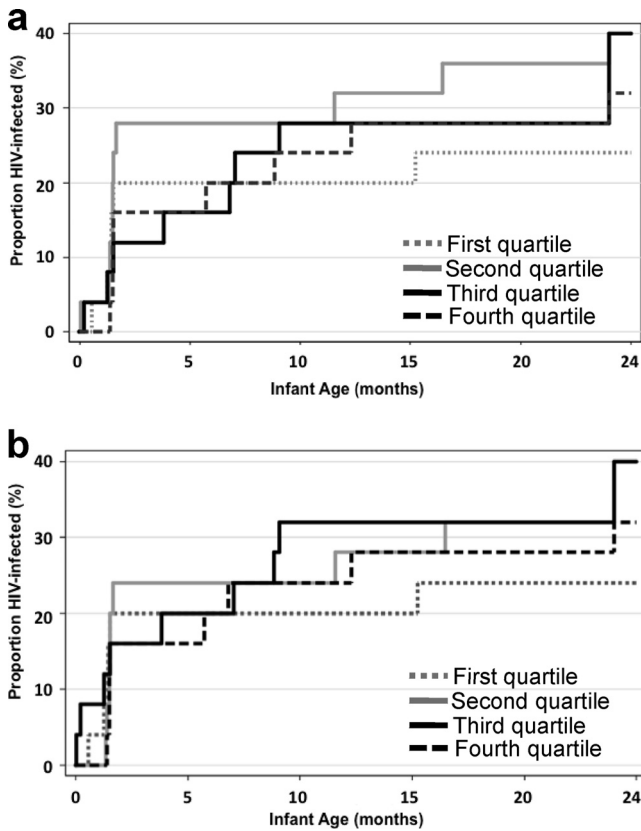 a
Proportion HIV-infected (%)
40
30
20
10
0
First quartile
Second quartile
Third quartile
Fourth quartile
0 5 10 15 20 24
Infant Age (months)
b
Proportion HIV-infected (%)
40
30
20
10
0
First quartile
Second quartile
Third quartile
Fourth quartile
0 5 10 15 20 24
Infant Age (months)